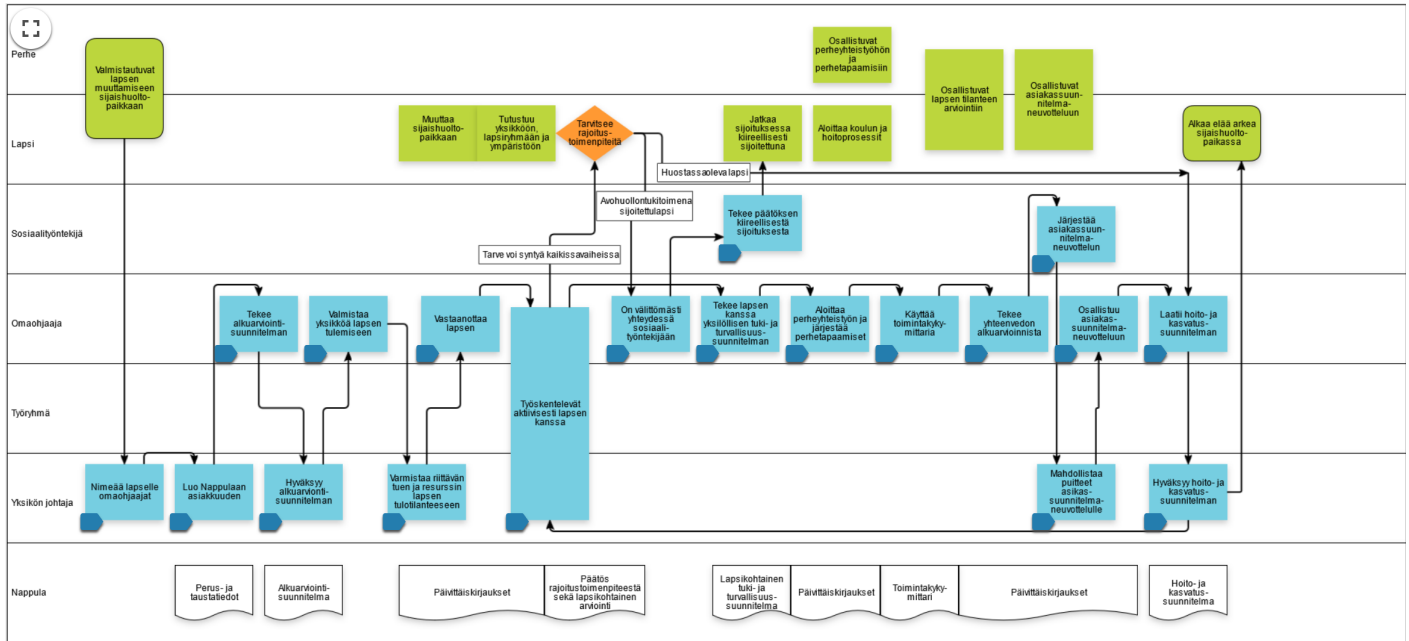 Perhe
Valmistautuvat
lapsen
muuttamiseen
sijaishuolto-
paikkaan
Osallistuvat
perheyhteistyöhön
ja
perhetapaamisiin
Osallistuvat
lapsen tilanteen
arviointiin
Osallistuvat
asiakassuun-
nitelma-
neuvotteluun
Lapsi
Muuttaa
sijaishuolto-
paikkaan
Tutustuu
yksikköön,
lapsiryhmään ja
ympäristöön
Tarvitsee
rajoitus-
toimenpiteitä
Jatkaa
sijoituksessa
kiireellisesti
sijoitettuna
Aloittaa koulun ja
hoitoprosessit
Alkaa elää arkea
sijaishuolto-
paikassa
Huostassaoleva lapsi
Avohuollontukitoimena
sijoitettulapsi
Tarve voi syntyä kaikissavaiheissa
Sosiaalityöntekijä
Tekee päätöksen
kiireellisestä
sijoituksesta
Järjestää
asiakassuun-
nitelma-
neuvottelun
Omaohjaaja
Tekee
alkuarviointi-
suunnitelman
Valmistaa
yksikköä lapsen
tulemiseen
Vastaanottaa
lapsen
On välittömästi
yhteydessä
sosiaali-
työntekijään
Tekee lapsen
kanssa
yksilöllisen tuki- ja
turvallisuus-
suunnitelman
Aloittaa
perheyhteistyön ja
järjestää
perhetapaamiset
Käyttää
toimintakyky-
mittaria
Tekee
yhteenvedon
alkuarvioinnista
Osallistuu
asiakas-
suunnitelma-
neuvotteluun
Laatii hoito- ja
kasvatus-
suunnitelman
Työryhmä
Työskentelevät
aktiivisesti lapsen
kanssa
Yksikön johtaja
Nimeää lapselle
omaohjaajat
Luo Nappulaan
asiakkuuden
Hyväksyy
alkuarvionti-
suunnitelman
Varmistaa riittävän
tuen ja resurssin
lapsen
tulotilanteeseen
Mahdollistaa
puitteet
asikas-
suunnitelma-
neuvottelulle
Hyväksyy hoito- ja
kasvatus-
suunnitelman
Nappula
Perus- ja
taustatiedot
Alkuarviointi-
suunnitelma
Päivittäiskirjaukset
Päätös
rajoitustoimenpiteestä
sekä lapsikohtainen
arviointi
Lapsikohtainen
tuki- ja
turvallisuus-
suunnitelma
Päivittäiskirjaukset
Toimintakyky-
mittari
Päivittäiskirjaukset
Hoito- ja
kasvatus-
suunnitelma